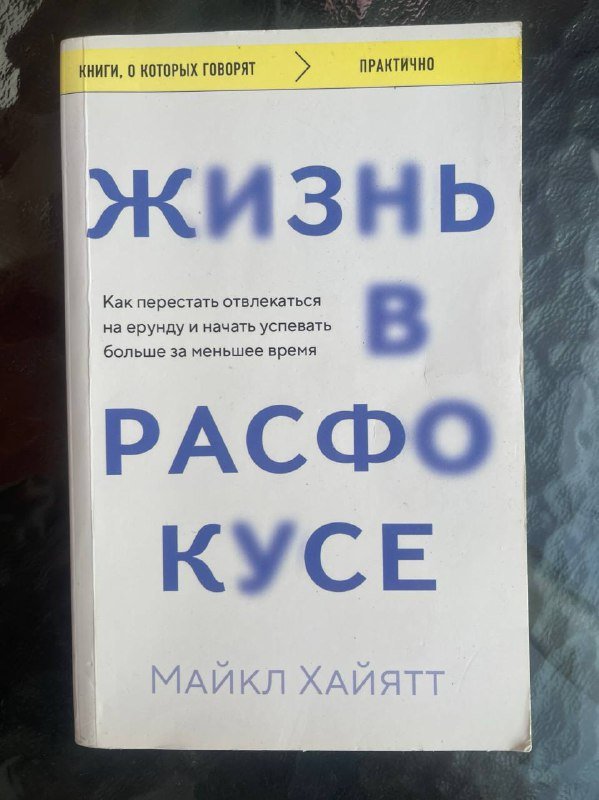 КНИГИ, О КОТОРЫХ ГОВОРЯТ > ПРАКТИЧНО
ЖИЗНЬ
В
Как перестать отвлекаться
на ерунду и начать успевать
больше за меньшее время
РАСФО
КУСЕ
МАЙКЛ ХАЙЯТТ